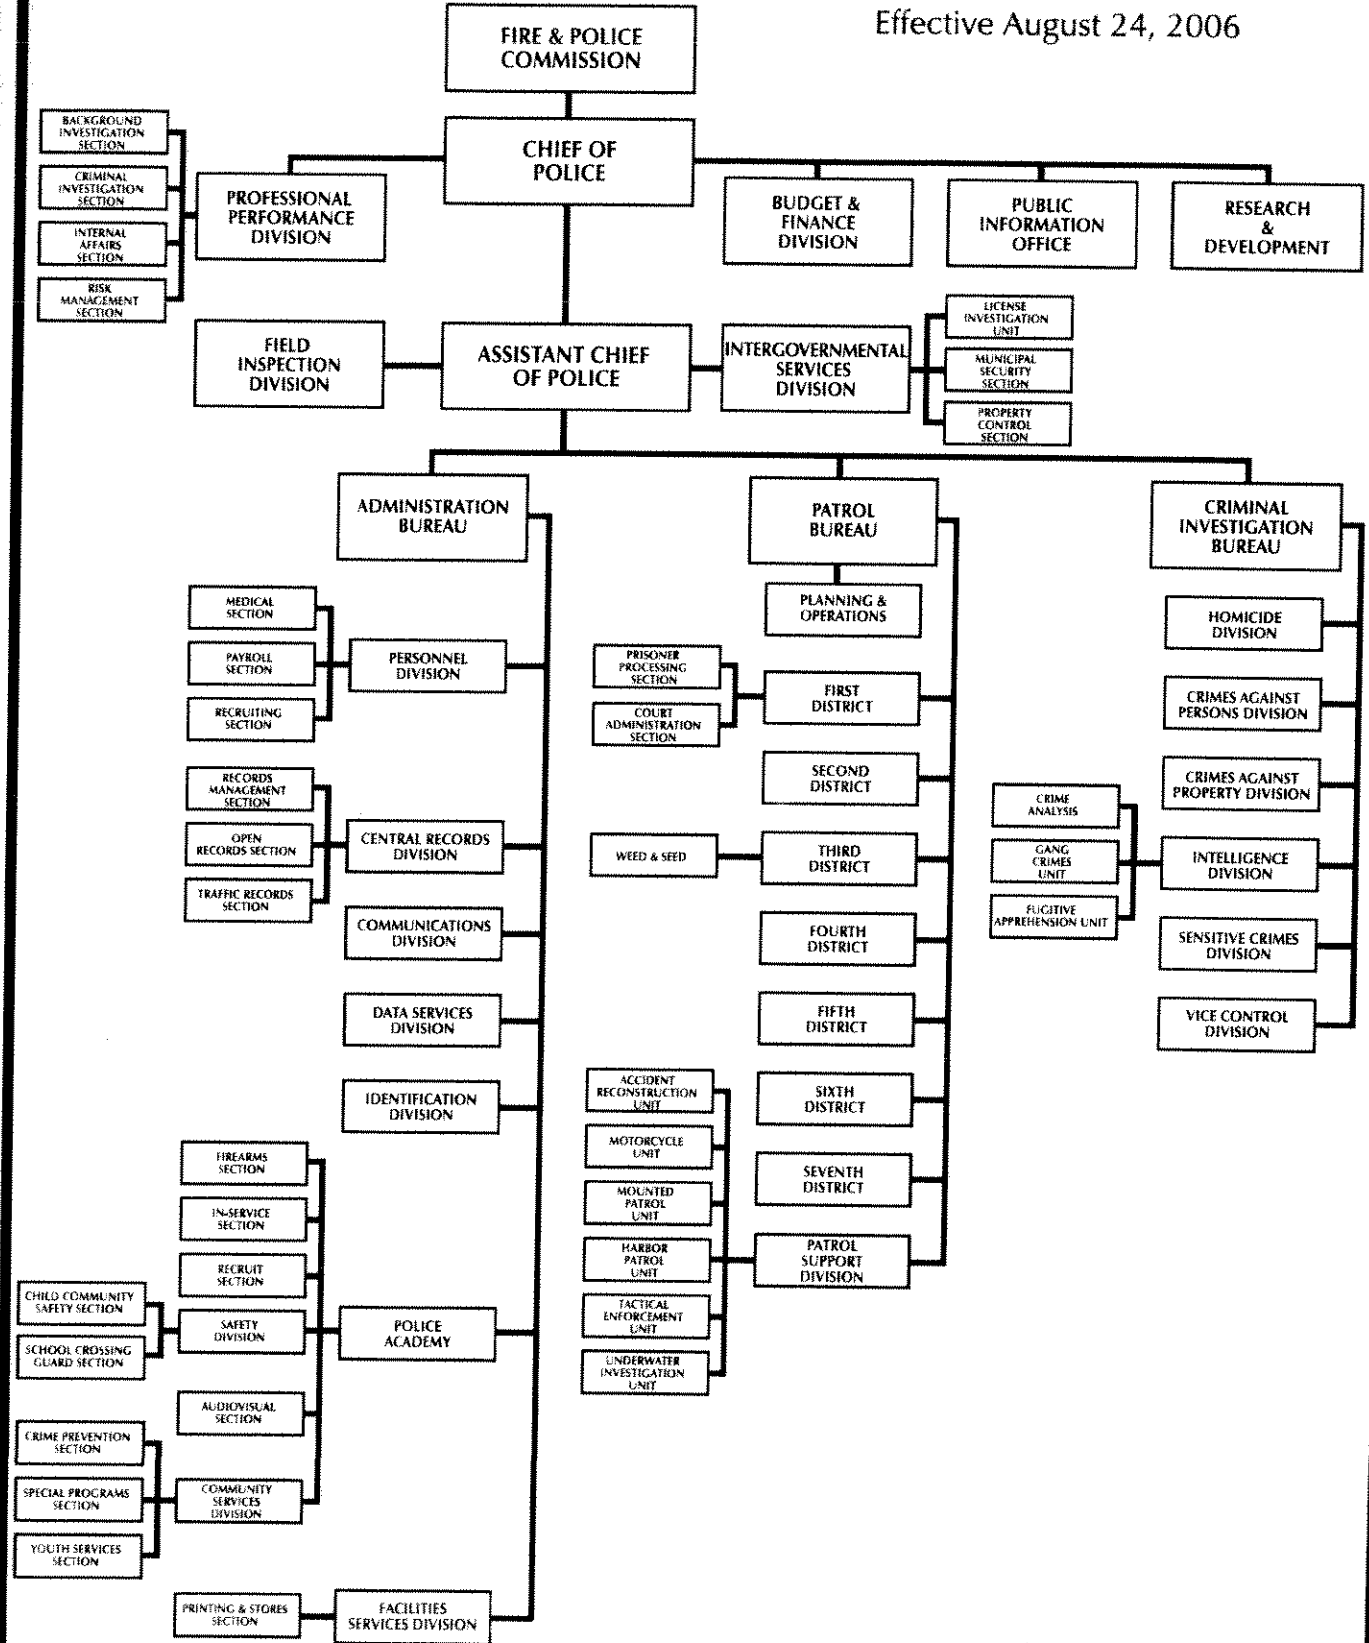 Effective August 24, 2006
FIRE & POLICE
COMMISSION
CHIEF OF
POLICE
BACKGROUND
INVESTIGATION
SECTION
CRIMINAL
INVESTIGATION
SECTION
INTERNAL
AFFAIRS
SECTION
RISK
MANAGEMENT
SECTION
PROFESSIONAL
PERFORMANCE
DIVISION
BUDGET &
FINANCE
DIVISION
PUBLIC
INFORMATION
OFFICE
RESEARCH
&
DEVELOPMENT
FIELD
INSPECTION
DIVISION
ASSISTANT CHIEF
OF POLICE
INTERGOVERNMENTAL
SERVICES
DIVISION
LICENSE
INVESTIGATION
UNIT
MUNICIPAL
SECURITY
SECTION
PROPERTY
CONTROL
SECTION
ADMINISTRATION
BUREAU
MEDICAL
SECTION
PAYROLL
SECTION
RECRUITING
SECTION
PERSONNEL
DIVISION
RECORDS
MANAGEMENT
SECTION
OPEN
RECORDS SECTION
TRAFFIC RECORDS
SECTION
CENTRAL RECORDS
DIVISION
COMMUNICATIONS
DIVISION
DATA SERVICES
DIVISION
IDENTIFICATION
DIVISION
FIREARMS
SECTION
IN-SERVICE
SECTION
RECRUIT
SECTION
CHILD COMMUNITY
SAFETY SECTION
SCHOOL CROSSING
GUARD SECTION
SAFETY
DIVISION
POLICE
ACADEMY
AUDIOVISUAL
SECTION
CRIME PREVENTION
SECTION
SPECIAL PROGRAMS
SECTION
YOUTH SERVICES
SECTION
COMMUNITY
SERVICES
DIVISION
PRINTING & STORES
SECTION
FACILITIES
SERVICES DIVISION
PATROL
BUREAU
PLANNING &
OPERATIONS
PRISONER
PROCESSING
SECTION
COURT
ADMINISTRATION
SECTION
FIRST
DISTRICT
SECOND
DISTRICT
WEED & SEED
THIRD
DISTRICT
FOURTH
DISTRICT
FIFTH
DISTRICT
SIXTH
DISTRICT
SEVENTH
DISTRICT
ACCIDENT
RECONSTRUCTION
UNIT
MOTORCYCLE
UNIT
MOUNTED
PATROL
UNIT
HARBOR
PATROL
UNIT
TACTICAL
ENFORCEMENT
UNIT
UNDERWATER
INVESTIGATION
UNIT
PATROL
SUPPORT
DIVISION
CRIMINAL
INVESTIGATION
BUREAU
HOMICIDE
DIVISION
CRIMES AGAINST
PERSONS DIVISION
CRIMES AGAINST
PROPERTY DIVISION
CRIME
ANALYSIS
GANG
CRIMES
UNIT
FUGITIVE
APPREHENSION UNIT
INTELLIGENCE
DIVISION
SENSITIVE CRIMES
DIVISION
VICE CONTROL
DIVISION